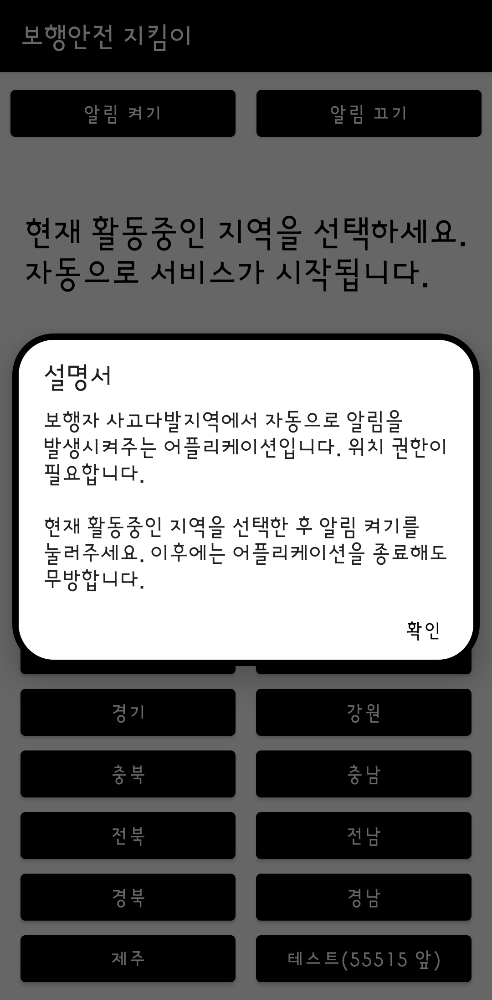 보행안전 지킴이
알림 켜기
알림 끄기
현재 활동중인 지역을 선택하세요.
자동으로 서비스가 시작됩니다.
설명서
보행자 사고다발지역에서 자동으로 알림을
발생시켜주는 어플리케이션입니다. 위치 권한이
필요합니다.
현재 활동중인 지역을 선택한 후 알림 켜기를
눌러주세요. 이후에는 어플리케이션을 종료해도
무방합니다.
확인
경기
강원
충북
충남
전북
전남
경북
경남
제주
테스트(55515 앞)